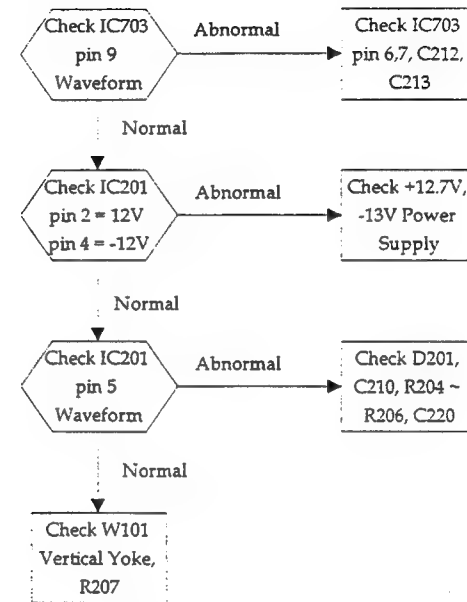 Check IC703
pin 9
Waveform
Abnormal
Check IC703
pin 6,7, C212,
C213
Normal
Check IC201
pin 2 = 12V
pin 4 = -12V
Abnormal
Check +12.7V,
-13V Power
Supply
Normal
Check IC201
pin 5
Waveform
Abnormal
Check D201,
C210, R204 ~
R206, C220
Normal
Check W101
Vertical Yoke,
R207